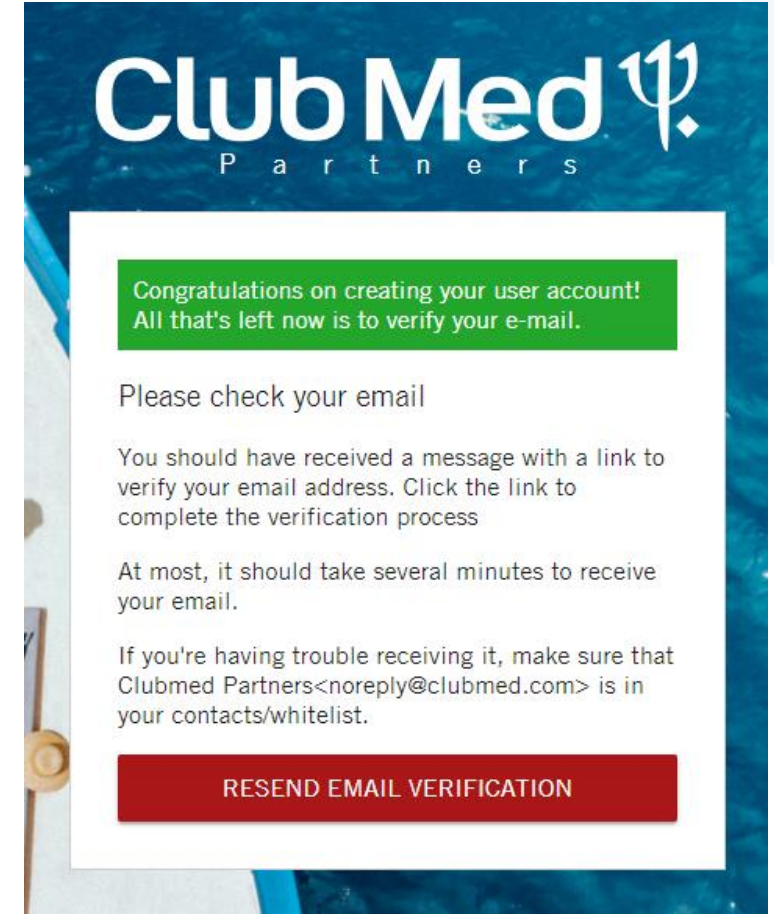 Club Med
Partners
Congratulations on creating your user account!
All that's left now is to verify your e-mail.
Please check your email
You should have received a message with a link to
verify your email address. Click the link to
complete the verification process
At most, it should take several minutes to receive
your email.
If you're having trouble receiving it, make sure that
Clubmed Partners<noreply@clubmed.com> is in
your contacts/whitelist.
RESEND EMAIL VERIFICATION